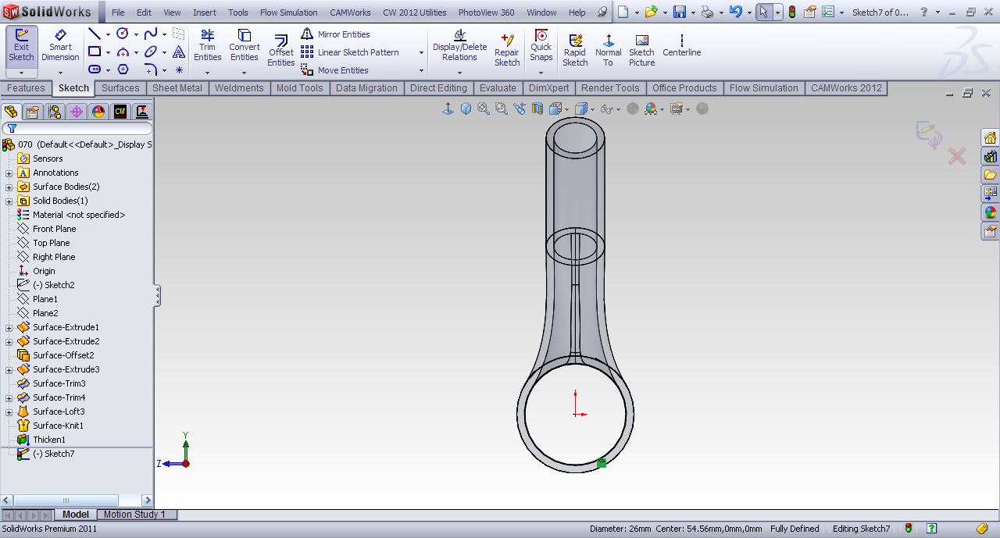 SolidWorks File Edit View Insert Tools Flow Simulation CAMWorks CW 2012 Utilities PhotoView 360 Window Help Sketch7 of 0... ?
Exit Sketch
Smart Dimension
Trim Entities
Convert Entities
Offset Entities
Mirror Entities
Linear Sketch Pattern
Move Entities
Display/Delete Relations
Repair Sketch
Quick Snaps
Rapid Sketch
Normal To
Sketch Picture
Centerline
Features Sketch Surfaces Sheet Metal Weldments Mold Tools Data Migration Direct Editing Evaluate DimXpert Render Tools Office Products Flow Simulation CAMWorks 2012
CW
070 (Default<<Default>_Display S
Sensors
A Annotations
Surface Bodies(2)
Solid Bodies(1)
Material <not specified>
Front Plane
Top Plane
Right Plane
Origin
(-) Sketch2
Plane1
Plane2
Surface-Extrude1
Surface-Extrude2
Surface-Offset2
Surface-Extrude3
Surface-Trim3
Surface-Trim4
Surface-Loft3
Surface-Knit1
Thicken1
(-) Sketch7
Y
Z
Model Motion Study 1
SolidWorks Premium 2011 Diameter: 26mm Center: 54.56mm,0mm,0mm Fully Defined Editing Sketch7 ?